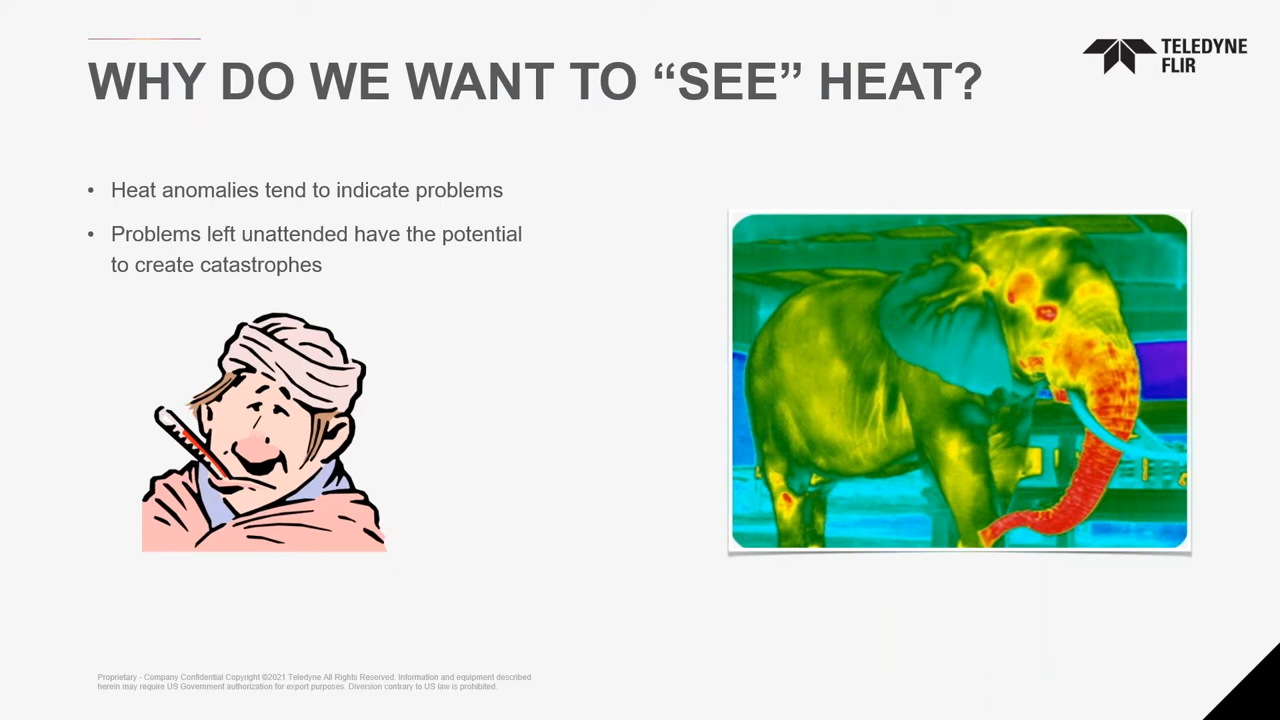 TELEDYNE
FLIR
WHY DO WE WANT TO “SEE” HEAT?
• Heat anomalies tend to indicate problems
• Problems left unattended have the potential
to create catastrophes
Proprietary - Company Confidential Copyright ©2021 Teledyne All Rights Reserved. Information and equipment described
herein may require US Government authorization for export purposes. Diversion contrary to US law is prohibited.